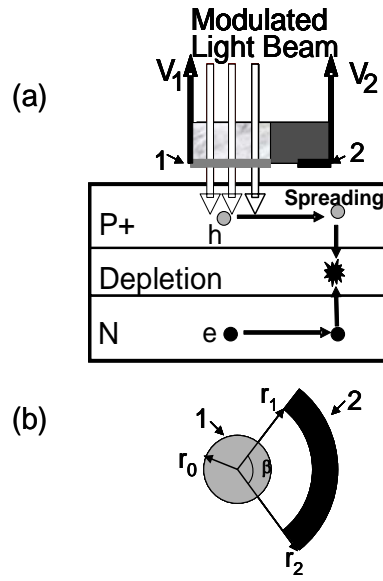 Modulated
Light Beam
(a)
V1
V2
1
2
Spreading
P+
h
Depletion
N
e
(b)
1
r1
2
r0
β
r2